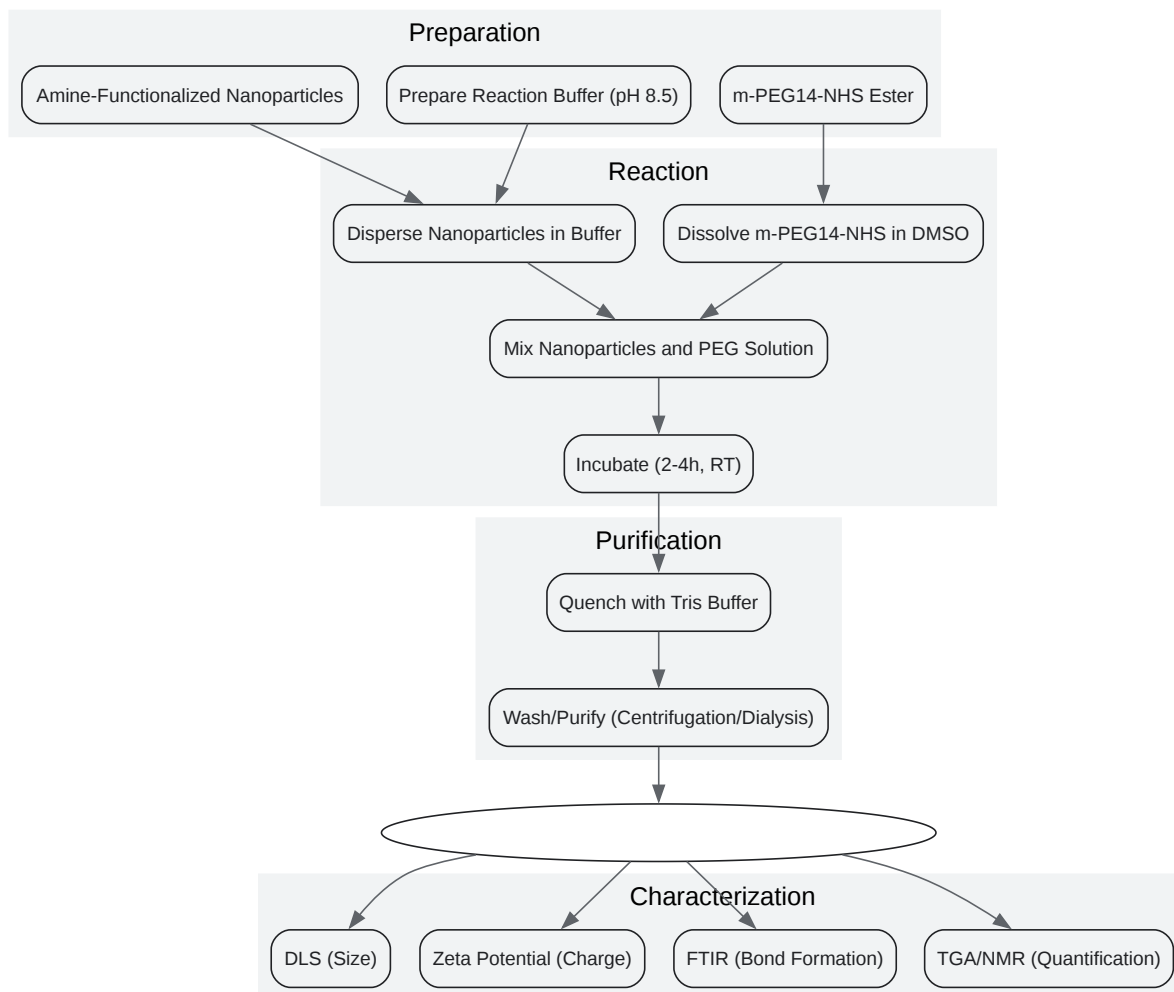 Preparation
Amine-Functionalized Nanoparticles
Prepare Reaction Buffer (pH 8.5)
m-PEG14-NHS Ester
Reaction
Disperse Nanoparticles in Buffer
Dissolve m-PEG14-NHS in DMSO
Mix Nanoparticles and PEG Solution
Incubate (2-4h, RT)
Purification
Quench with Tris Buffer
Wash/Purify (Centrifugation/Dialysis)
Characterization
DLS (Size)
Zeta Potential (Charge)
FTIR (Bond Formation)
TGA/NMR (Quantification)